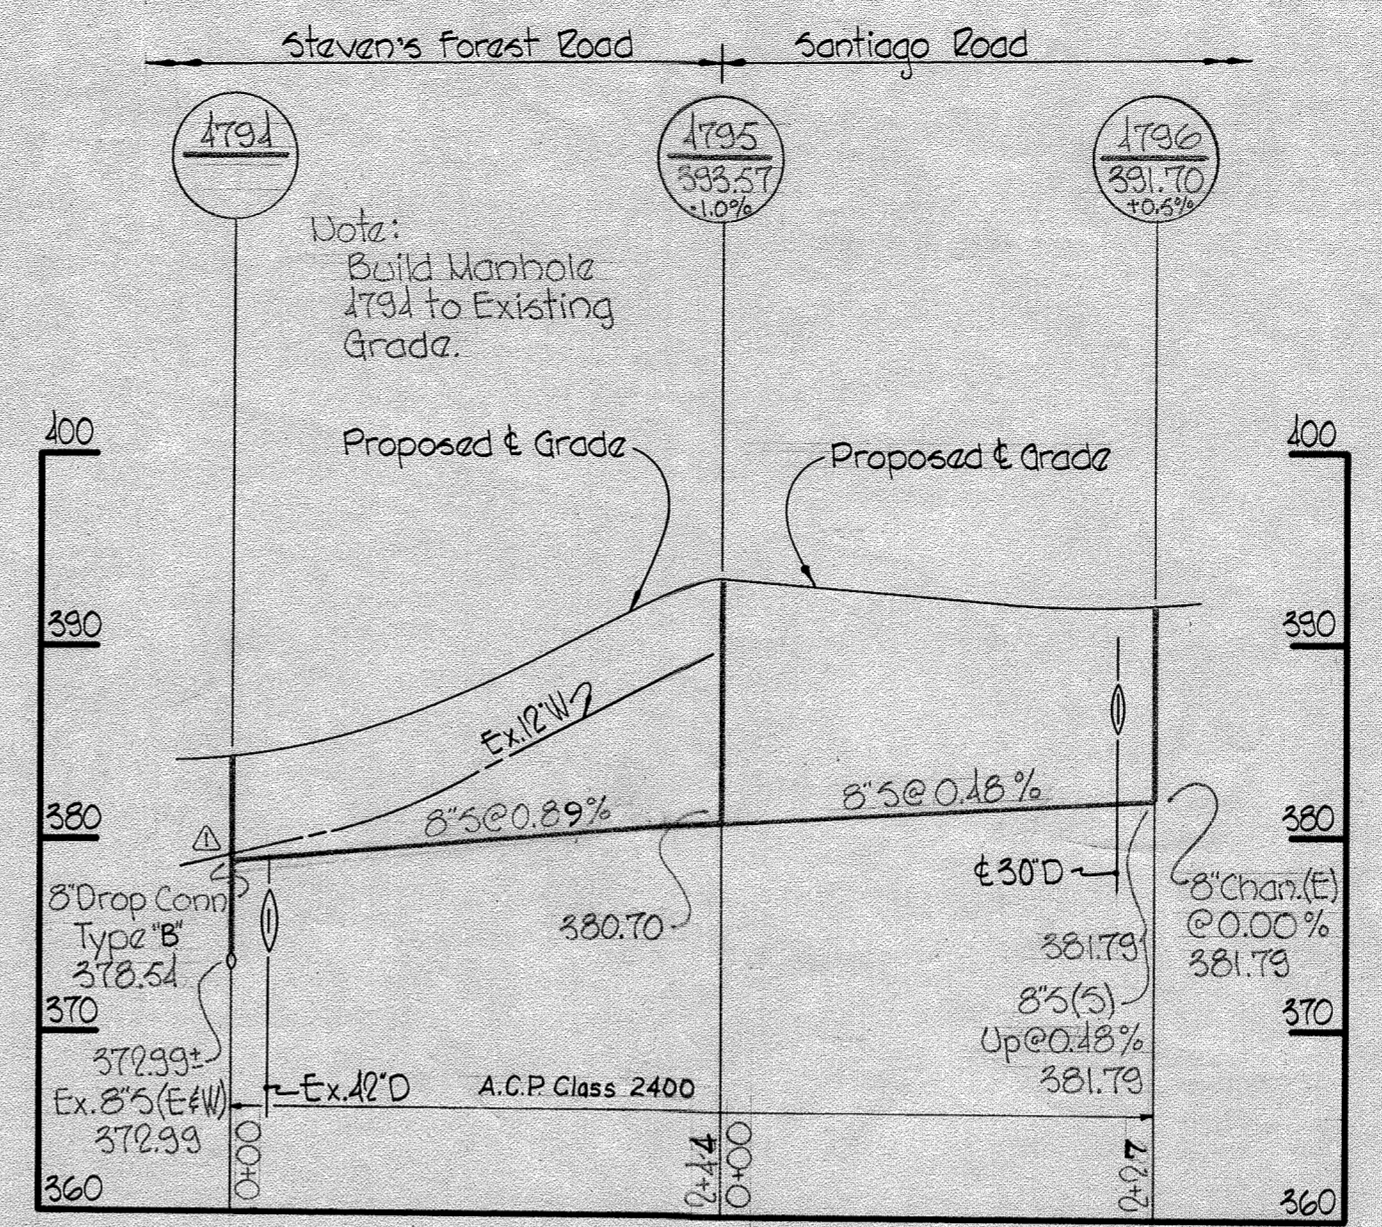 Steven's Forest Road
Santiago Road
4794
4795
393.57
-1.0%
4796
391.70
+0.5%
Note:
Build Manhole
4794 to Existing
Grade.
400
400
Proposed ℄ Grade
Proposed ℄ Grade
390
390
Ex.12"W
380
380
8"S@0.89%
8"S@0.48%
⚠
8"Drop Conn
Type "B"
378.54
380.70
℄30"D
8"Chan.(E)
@0.00%
381.79
381.79
8"S(S)
Up@0.48%
381.79
370
370
372.99±
Ex.8"S(E&W)
372.99
Ex.42"D
A.C.P. Class 2400
0+00
2+44
0+00
2+27
360
360